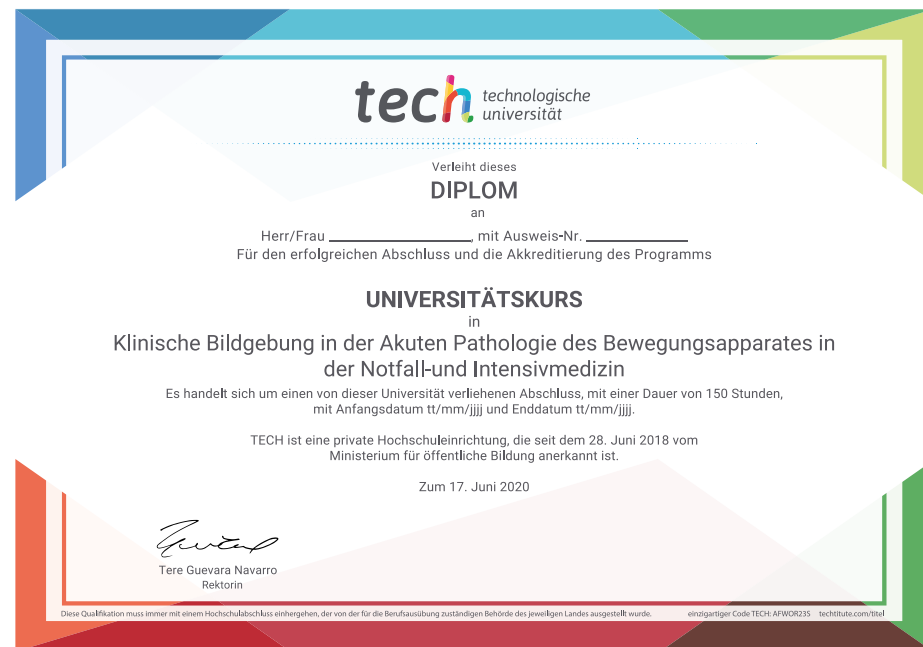 tech technologische
universität
Verleiht dieses
DIPLOM
an
Herr/Frau ____________________, mit Ausweis-Nr. ______________
Für den erfolgreichen Abschluss und die Akkreditierung des Programms
UNIVERSITÄTSKURS
in
Klinische Bildgebung in der Akuten Pathologie des Bewegungsapparates in
der Notfall-und Intensivmedizin
Es handelt sich um einen von dieser Universität verliehenen Abschluss, mit einer Dauer von 150 Stunden,
mit Anfangsdatum tt/mm/jjjj und Enddatum tt/mm/jjjj.
TECH ist eine private Hochschuleinrichtung, die seit dem 28. Juni 2018 vom
Ministerium für öffentliche Bildung anerkannt ist.
Zum 17. Juni 2020
Tere Guevara Navarro
Rektorin
Diese Qualifikation muss immer mit einem Hochschulabschluss einhergehen, der von der für die Berufsausübung zuständigen Behörde des jeweiligen Landes ausgestellt wurde. einzigartiger Code TECH: AFWOR23S techtitute.com/titel